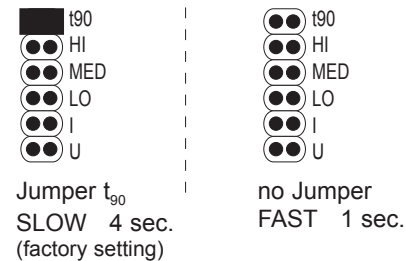 t90
HI
MED
LO
I
U
Jumper t90
SLOW 4 sec.
(factory setting)
t90
HI
MED
LO
I
U
no Jumper
FAST 1 sec.